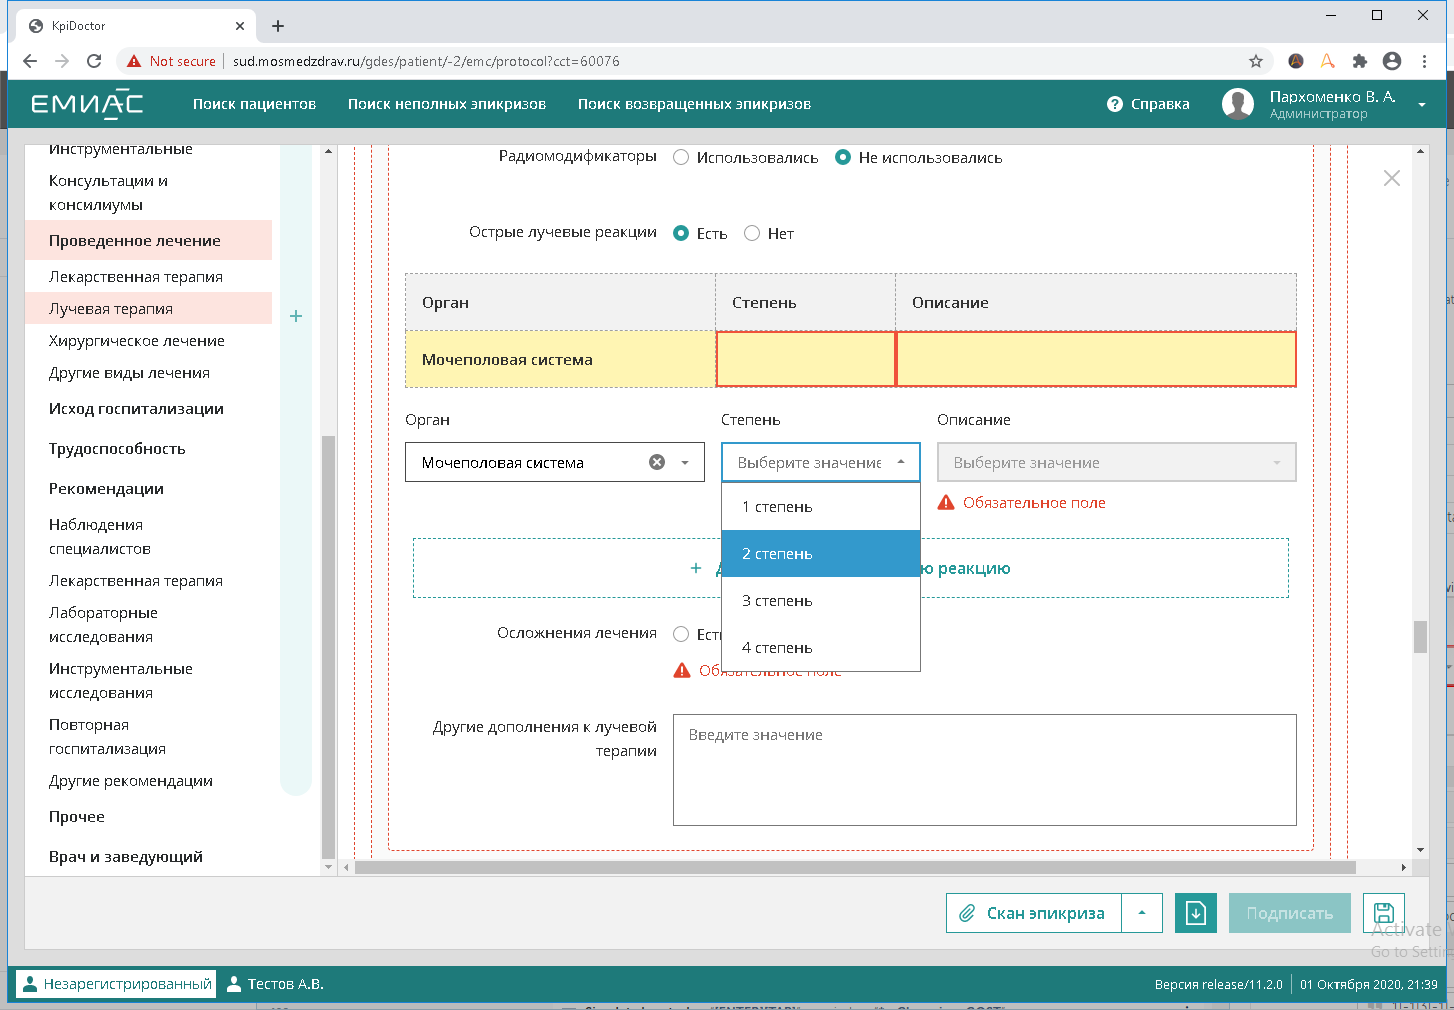 KpiDoctor
Not secure
sud.mosmedzdrav.ru/gdes/patient/-2/emc/protocol?cct=60076
ЕМИАС
Поиск пациентов
Поиск неполных эпикризов
Поиск возвращенных эпикризов
Справка
Пархоменко В. А.
Администратор
Инструментальные
Консультации и
консилиумы
Проведенное лечение
Лекарственная терапия
Лучевая терапия
Хирургическое лечение
Другие виды лечения
Исход госпитализации
Трудоспособность
Рекомендации
Наблюдения
специалистов
Лекарственная терапия
Лабораторные
исследования
Инструментальные
исследования
Повторная
госпитализация
Другие рекомендации
Прочее
Врач и заведующий
Радиомодификаторы
Использовались
Не использовались
Острые лучевые реакции
Есть
Нет
Орган
Степень
Описание
Мочеполовая система
Орган
Степень
Описание
Мочеполовая система
Выберите значение
Выберите значение
Обязательное поле
1 степень
2 степень
3 степень
4 степень
+ Д
ю реакцию
Осложнения лечения
Есть
Обязательное поле
Другие дополнения к лучевой
терапии
Введите значение
Скан эпикриза
Подписать
Activate
Go to Setti
Незарегистрированный
Тестов А.В.
Версия release/11.2.0
01 Октября 2020, 21:39